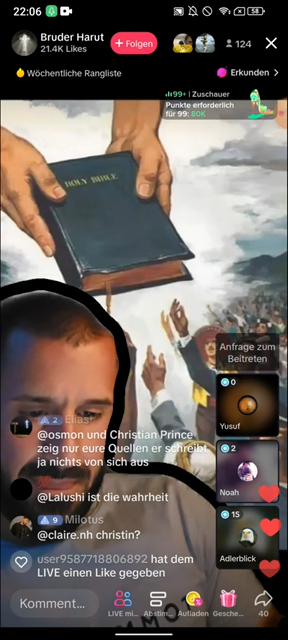 22:06
58
Bruder Harut
21.4K Likes
+ Folgen
124
Wöchentliche Rangliste
Erkunden >
99+ | Zuschauer
Punkte erforderlich
für 99: 80K
HOLY BIBLE
Anfrage zum
Beitreten
0
Yusuf
2
Noah
15
Adlerblick
2 Elias
@osmon und Christian Prince
zeig nur eure Quellen er schreibt
ja nichts von sich aus
@Lalushi ist die wahrheit
9 Milotus
@claire.nh christin?
user9587718806892 hat dem
LIVE einen Like gegeben
Komment...
LIVE mi...
Abstim...
Aufladen
Gesche...
40